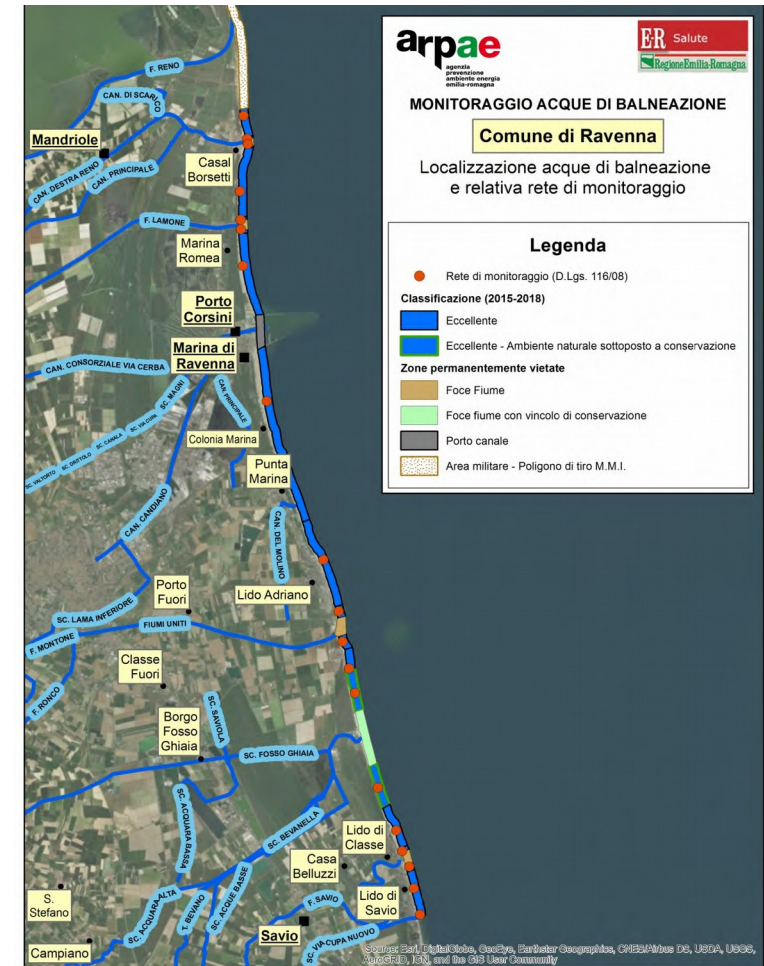 arpae
agenzia
prevenzione
ambiente energia
emilia-romagna
E·R Salute
RegioneEmilia-Romagna
MONITORAGGIO ACQUE DI BALNEAZIONE
Comune di Ravenna
Localizzazione acque di balneazione
e relativa rete di monitoraggio
Legenda
Rete di monitoraggio (D.Lgs. 116/08)
Classificazione (2015-2018)
Eccellente
Eccellente - Ambiente naturale sottoposto a conservazione
Zone permanentemente vietate
Foce Fiume
Foce fiume con vincolo di conservazione
Porto canale
Area militare - Poligono di tiro M.M.I.
F. RENO
CAN. DI SCARICO
Mandriole
CAN. DESTRA RENO
CAN. PRINCIPALE
Casal
Borsetti
F. LAMONE
Marina
Romea
Porto
Corsini
Marina di
Ravenna
CAN. CONSORZIALE VIA CERBA
SC. MAGNI
SC. VIA CUPA
SC. CANALA
SC. DRITTOLO
SC. VALTORTO
CAN. PRINCIPALE
Colonia Marina
Punta
Marina
CAN. CANDIANO
CAN. DEL MOLINO
Lido Adriano
Porto
Fuori
SC. LAMA INFERIORE
FIUMI UNITI
F. MONTONE
F. RONCO
Classe
Fuori
SC. SAVIOLA
Borgo
Fosso
Ghiaia
SC. FOSSO GHIAIA
SC. ACQUARA BASSA
SC. BEVANELLA
Lido di
Classe
Casa
Belluzzi
SC. ACQUARA ALTA
T. BEVANO
SC. ACQUE BASSE
S.
Stefano
F. SAVIO
Lido di
Savio
Savio
SC. VIA CUPA NUOVO
Campiano
Source: Esri, DigitalGlobe, GeoEye, Earthstar Geographics, CNES/Airbus DS, USDA, USGS,
AeroGRID, IGN, and the GIS User Community